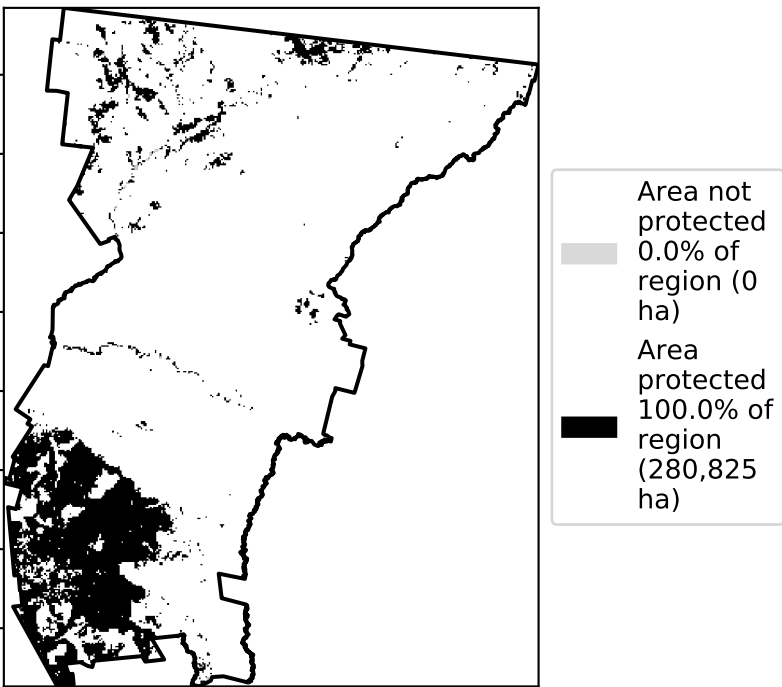 Area not
protected
0.0% of
region (0
ha)
Area
protected
100.0% of
region
(280,825
ha)